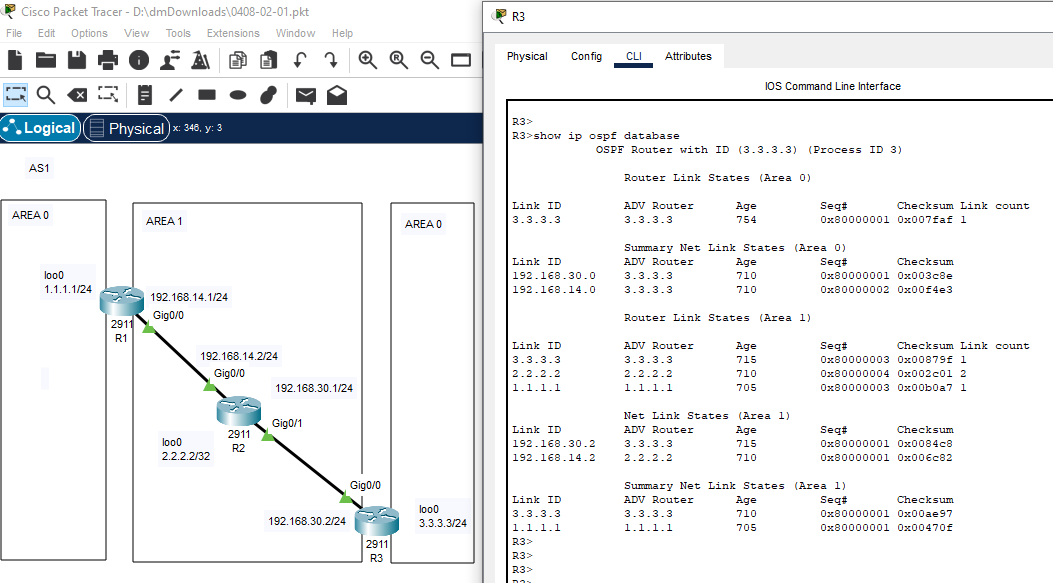 Cisco Packet Tracer - D:\dmDownloads\0408-02-01.pkt
File Edit Options View Tools Extensions Window Help
Logical Physical x: 346, y: 3
AS1
AREA 0
AREA 1
AREA 0
loo0
1.1.1.1/24
192.168.14.1/24
Gig0/0
2911
R1
192.168.14.2/24
Gig0/0
192.168.30.1/24
2911
R2
Gig0/1
loo0
2.2.2.2/32
Gig0/0
192.168.30.2/24
loo0
3.3.3.3/24
2911
R3
R3
Physical Config CLI Attributes
IOS Command Line Interface
R3>
R3>show ip ospf database
OSPF Router with ID (3.3.3.3) (Process ID 3)
Router Link States (Area 0)
Link ID ADV Router Age Seq# Checksum Link count
3.3.3.3 3.3.3.3 754 0x80000001 0x007faf 1
Summary Net Link States (Area 0)
Link ID ADV Router Age Seq# Checksum
192.168.30.0 3.3.3.3 710 0x80000001 0x003c8e
192.168.14.0 3.3.3.3 710 0x80000002 0x00f4e3
Router Link States (Area 1)
Link ID ADV Router Age Seq# Checksum Link count
3.3.3.3 3.3.3.3 715 0x80000003 0x00879f 1
2.2.2.2 2.2.2.2 710 0x80000004 0x002c01 2
1.1.1.1 1.1.1.1 705 0x80000003 0x00b0a7 1
Net Link States (Area 1)
Link ID ADV Router Age Seq# Checksum
192.168.30.2 3.3.3.3 715 0x80000001 0x0084c8
192.168.14.2 2.2.2.2 710 0x80000001 0x006c82
Summary Net Link States (Area 1)
Link ID ADV Router Age Seq# Checksum
3.3.3.3 3.3.3.3 710 0x80000001 0x00ae97
1.1.1.1 1.1.1.1 705 0x80000001 0x00470f
R3>
R3>
R3>
R3>